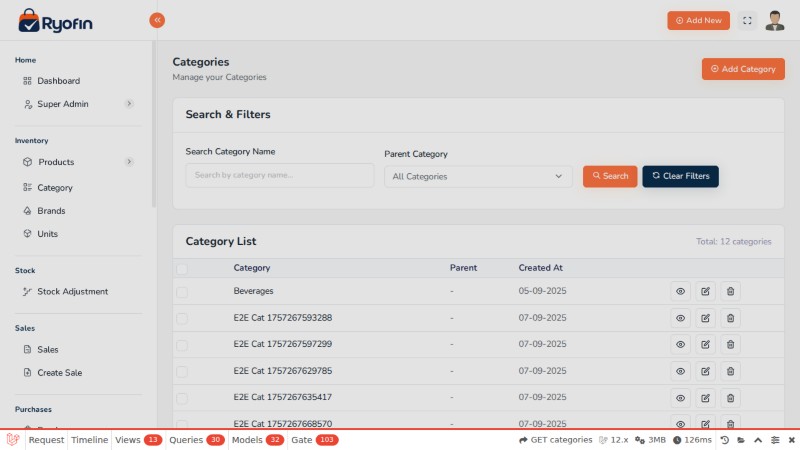 Ryofin
Add New
Home
Dashboard
Super Admin
Inventory
Products
Category
Brands
Units
Stock
Stock Adjustment
Sales
Sales
Create Sale
Purchases
Categories
Manage your Categories
Add Category
Search & Filters
Search Category Name
Parent Category
Search by category name...
All Categories
Search
Clear Filters
Category List
Total: 12 categories
Category Parent Created At
Beverages - 05-09-2025
E2E Cat 1757267593288 - 07-09-2025
E2E Cat 1757267597299 - 07-09-2025
E2E Cat 1757267629785 - 07-09-2025
E2E Cat 1757267635417 - 07-09-2025
E2E Cat 1757267668570 - 07-09-2025
Request Timeline Views 13 Queries 30 Models 32 Gate 103 GET categories 12.x 3MB 126ms